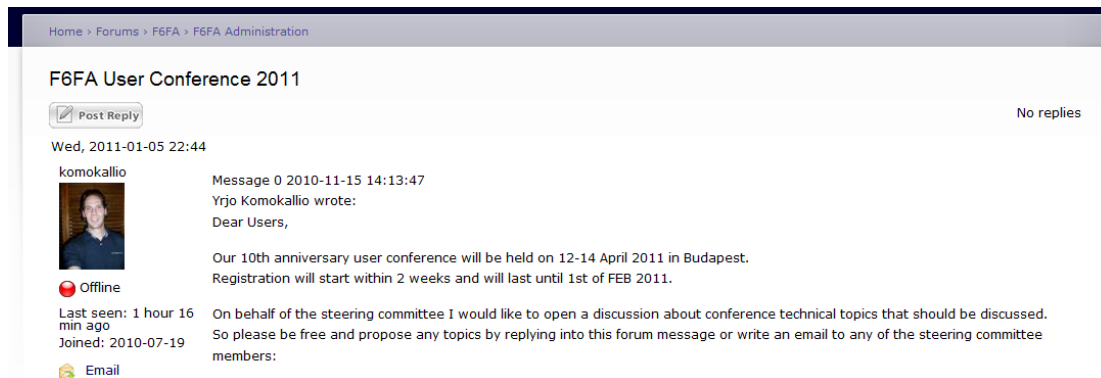 Home › Forums › F6FA › F6FA Administration
F6FA User Conference 2011
Post Reply
No replies
Wed, 2011-01-05 22:44
komokallio
Offline
Last seen: 1 hour 16
min ago
Joined: 2010-07-19
Email
Message 0 2010-11-15 14:13:47
Yrjo Komokallio wrote:
Dear Users,
Our 10th anniversary user conference will be held on 12-14 April 2011 in Budapest.
Registration will start within 2 weeks and will last until 1st of FEB 2011.
On behalf of the steering committee I would like to open a discussion about conference technical topics that should be discussed.
So please be free and propose any topics by replying into this forum message or write an email to any of the steering committee
members: